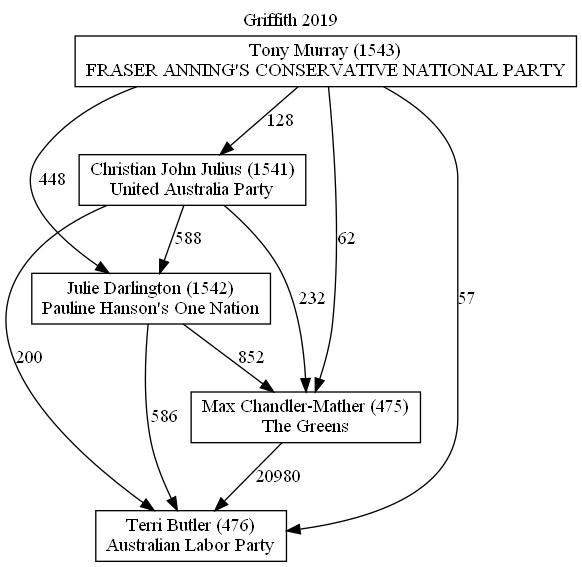 Griffith 2019
Tony Murray (1543)
FRASER ANNING'S CONSERVATIVE NATIONAL PARTY
128
Christian John Julius (1541)
United Australia Party
448
588
62
Julie Darlington (1542)
Pauline Hanson's One Nation
232
57
200
852
586
Max Chandler-Mather (475)
The Greens
20980
Terri Butler (476)
Australian Labor Party